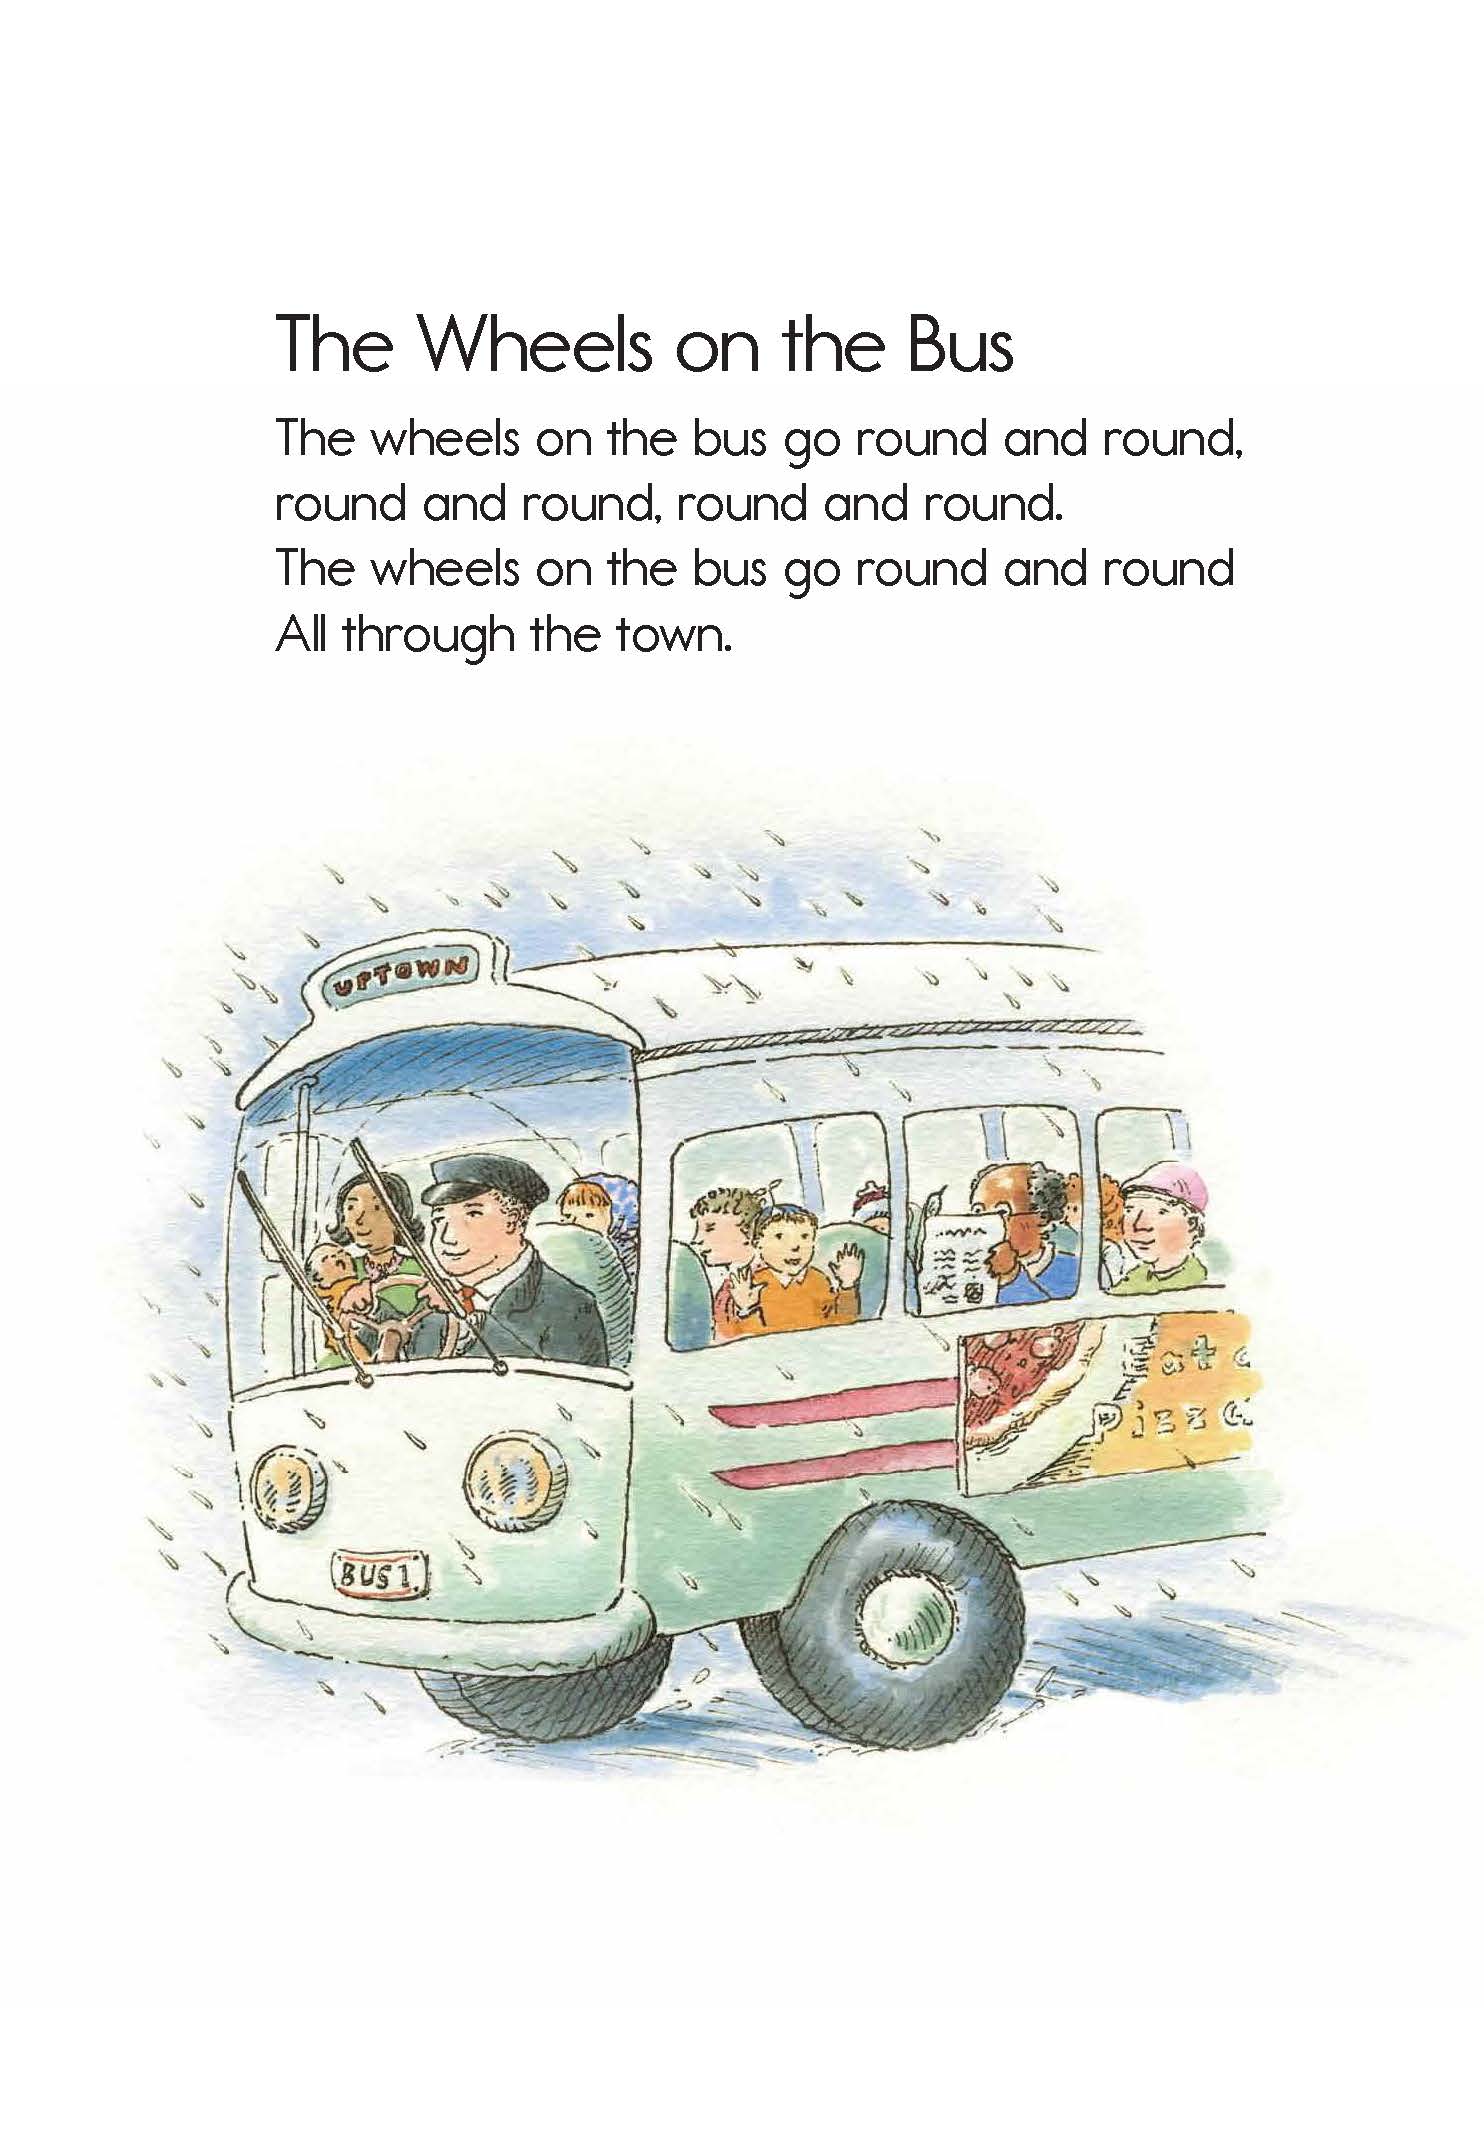 The Wheels on the Bus
The wheels on the bus go round and round,
round and round, round and round.
The wheels on the bus go round and round
All through the town.
UPTOWN
BUS 1